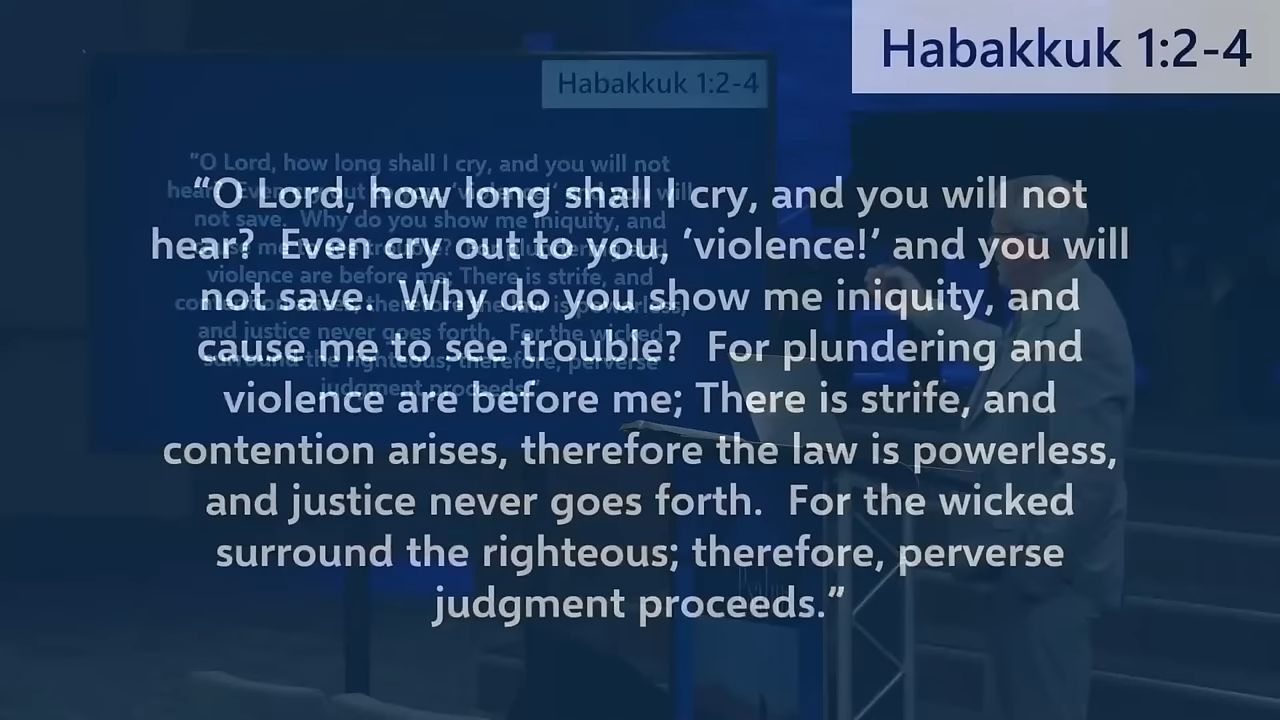 Habakkuk 1:2-4
Habakkuk 1:2-4
“O Lord, how long shall I cry, and you will not
hear?  Even cry out to you, ‘violence!’ and you will
not save.  Why do you show me iniquity, and
cause me to see trouble?  For plundering and
violence are before me; There is strife, and
contention arises, therefore the law is powerless,
and justice never goes forth.  For the wicked
surround the righteous; therefore, perverse
judgment proceeds.”